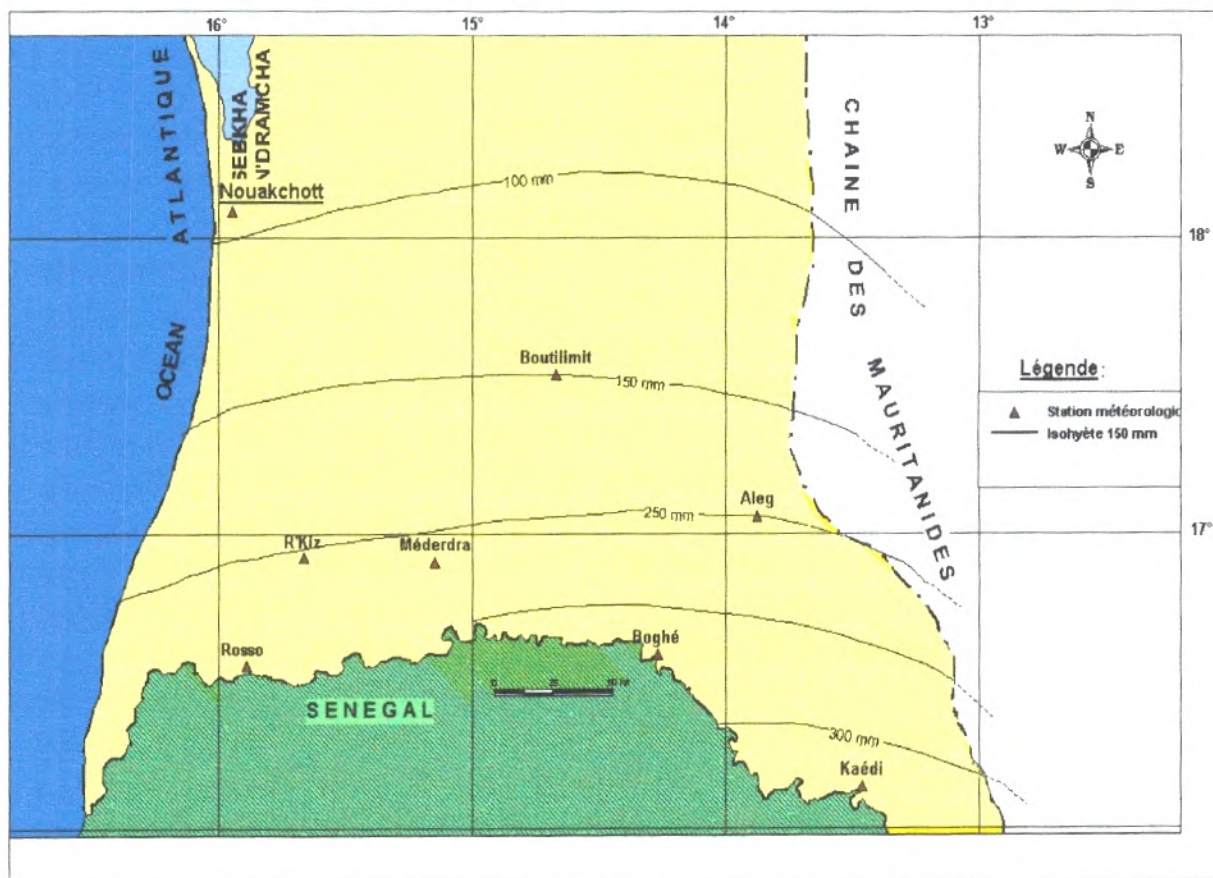 16°
15°
14°
13°
OCEAN ATLANTIQUE
SEBKHA
N'DRAMCHA
Nouakchott
100 mm
CHAINE DES MAURITANIDES
N
W E
S
18°
Boutilimit
150 mm
Légende:
Station météorologic
Isohyète 150 mm
Aleg
250 mm
17°
R'Kiz
Méderdra
Rosso
Boghé
SENEGAL
300 mm
Kaédi